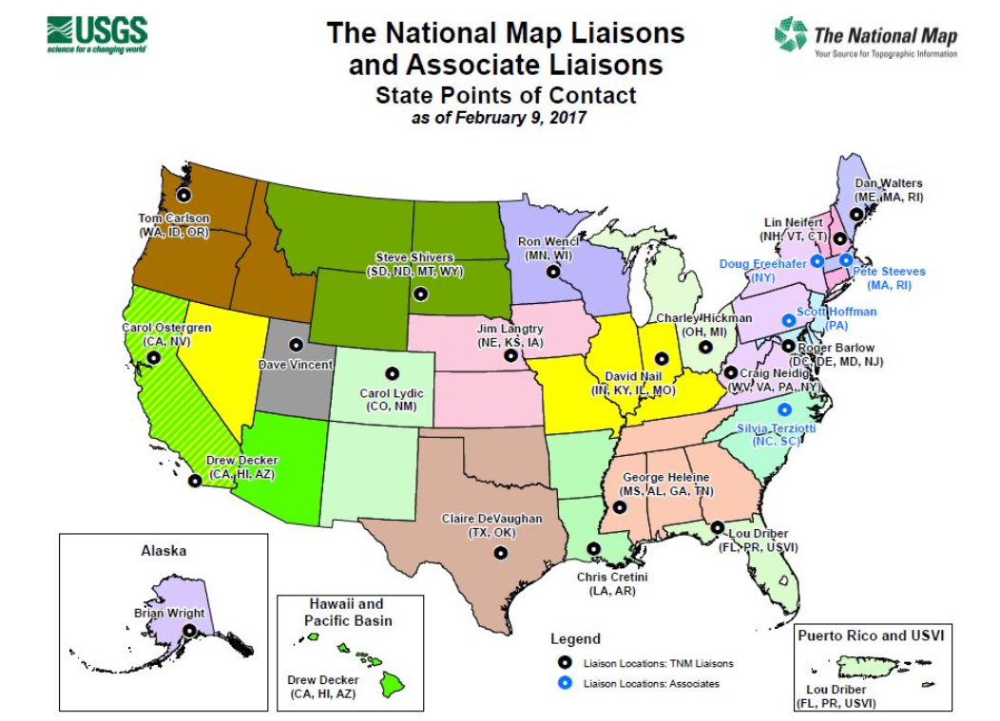 USGS
science for a changing world
The National Map Liaisons
and Associate Liaisons
State Points of Contact
as of February 9, 2017
The National Map
Your Source for Topographic Information
Dan Walters
(ME, MA, RI)
Tom Carlson
(WA, ID, OR)
Lin Neifert
(NH, VT, CT)
Ron Wencl
(MN, WI)
Steve Shivers
(SD, ND, MT, WY)
Doug Freehafer
(NY)
Pete Steeves
(MA, RI)
Scott Hoffman
(PA)
Carol Ostergren
(CA, NV)
Jim Langtry
(NE, KS, IA)
Charley Hickman
(OH, MI)
Roger Barlow
(DC, DE, MD, NJ)
Dave Vincent
Carol Lydic
(CO, NM)
David Nail
(IN, KY, IL, MO)
Craig Neidig
(WV, VA, PA, NY)
Silvia Terziotti
(NC, SC)
Drew Decker
(CA, HI, AZ)
George Heleine
(MS, AL, GA, TN)
Claire DeVaughan
(TX, OK)
Lou Driber
(FL, PR, USVI)
Chris Cretini
(LA, AR)
Alaska
Brian Wright
Hawaii and
Pacific Basin
Drew Decker
(CA, HI, AZ)
Legend
Liaison Locations: TNM Liaisons
Liaison Locations: Associates
Puerto Rico and USVI
Lou Driber
(FL, PR, USVI)